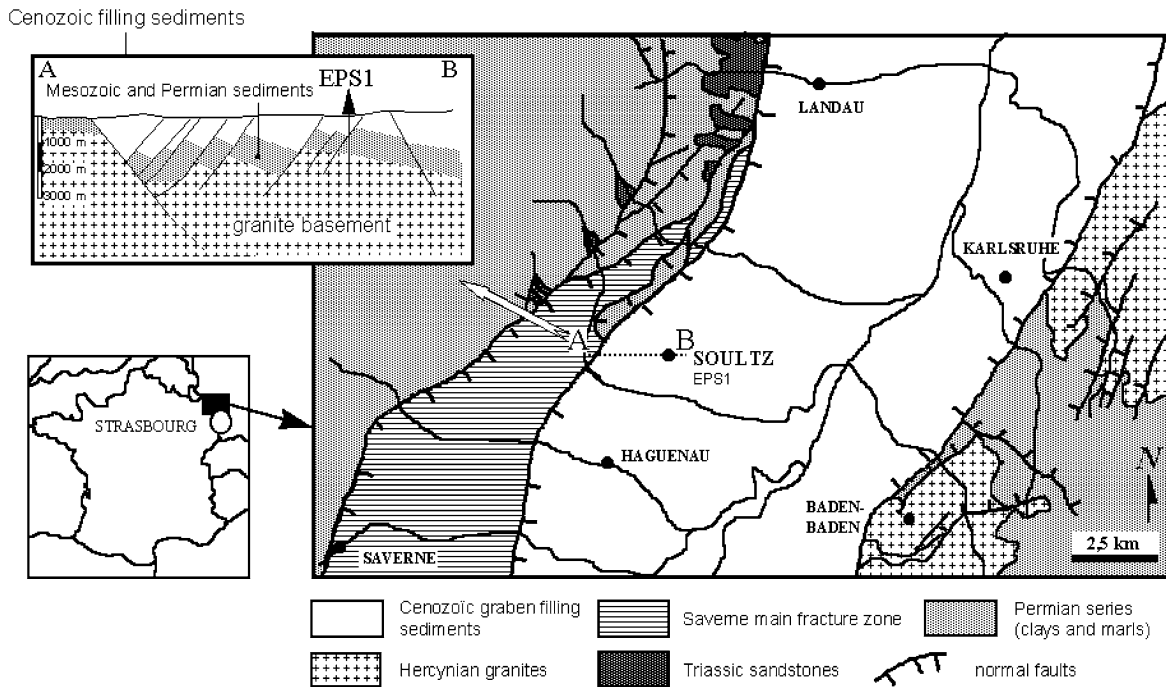 Cenozoic filling sediments
A
B
EPS1
Mesozoic and Permian sediments
1000 m
2000 m
3000 m
granite basement
LANDAU
KARLSRUHE
A
B
SOULTZ
EPS1
STRASBOURG
HAGUENAU
N
BADEN-
BADEN
SAVERNE
2,5 km
Cenozoïc graben filling
sediments
Saverne main fracture zone
Permian series
(clays and marls)
Hercynian granites
Triassic sandstones
normal faults